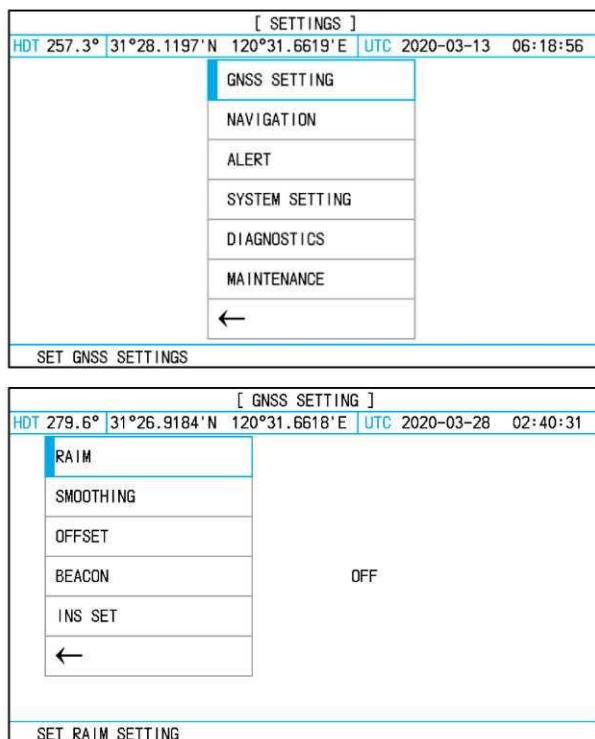 [ SETTINGS ]
HDT 257.3° 31°28.1197'N 120°31.6619'E UTC 2020-03-13 06:18:56
GNSS SETTING
NAVIGATION
ALERT
SYSTEM SETTING
DIAGNOSTICS
MAINTENANCE
←
SET GNSS SETTINGS
[ GNSS SETTING ]
HDT 279.6° 31°26.9184'N 120°31.6618'E UTC 2020-03-28 02:40:31
RAIM
SMOOTHING
OFFSET
BEACON OFF
INS SET
←
SET RAIM SETTING